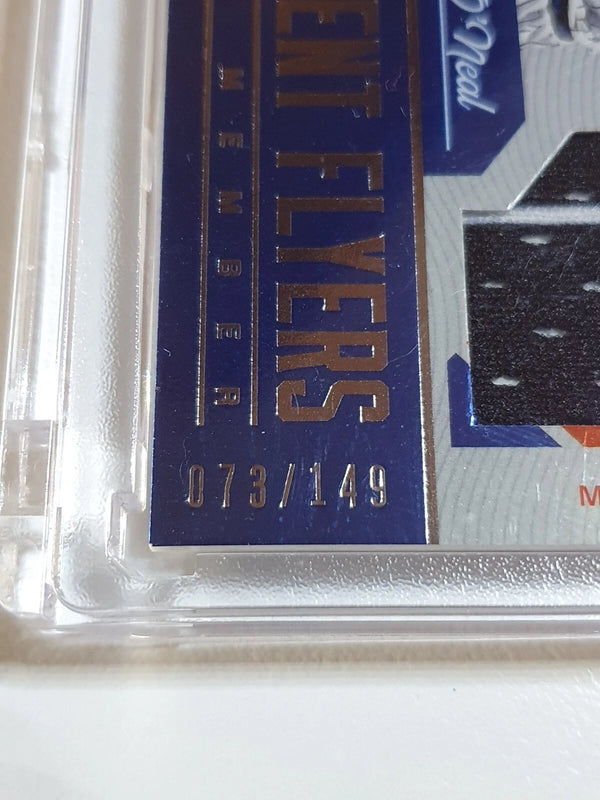 ENT FLYERS
MEMBER
O'Neal
073/149
M